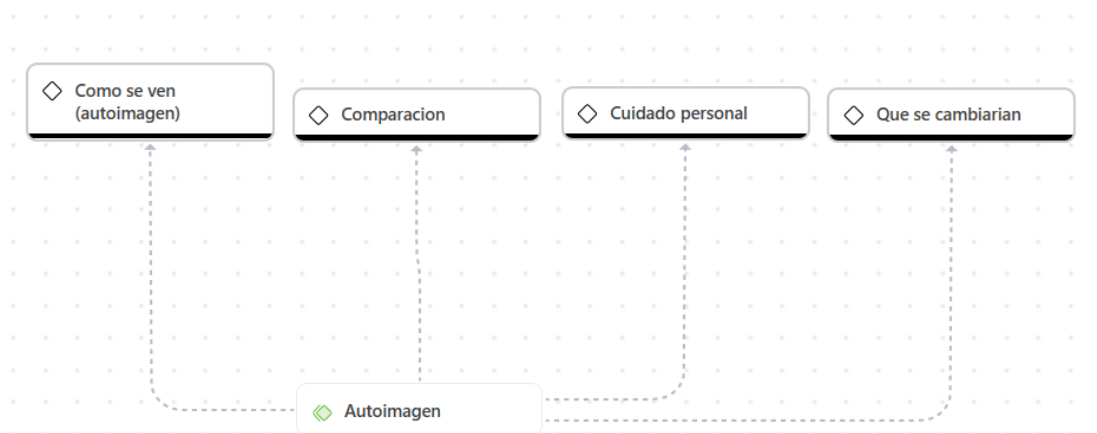 Como se ven
(autoimagen)
Comparacion
Cuidado personal
Que se cambiarian
Autoimagen